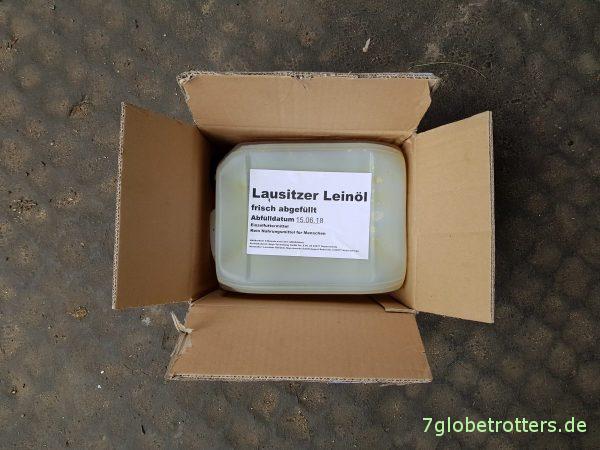 Lausitzer Leinöl
frisch abgefüllt
Abfülldatum 15.06.18
Einzelfuttermittel
Kein Nahrungsmittel für Menschen
7globetrotters.de